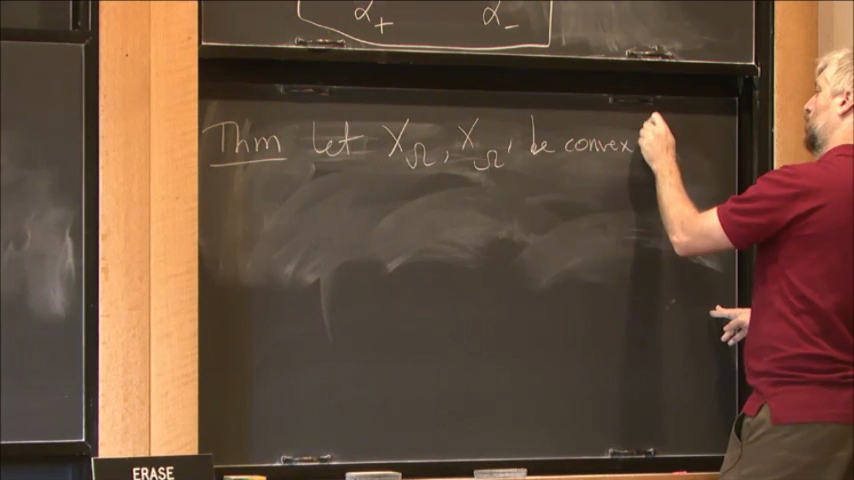 α₊ α₋
Thm Let X_Ω, X_Ω' be convex
ERASE